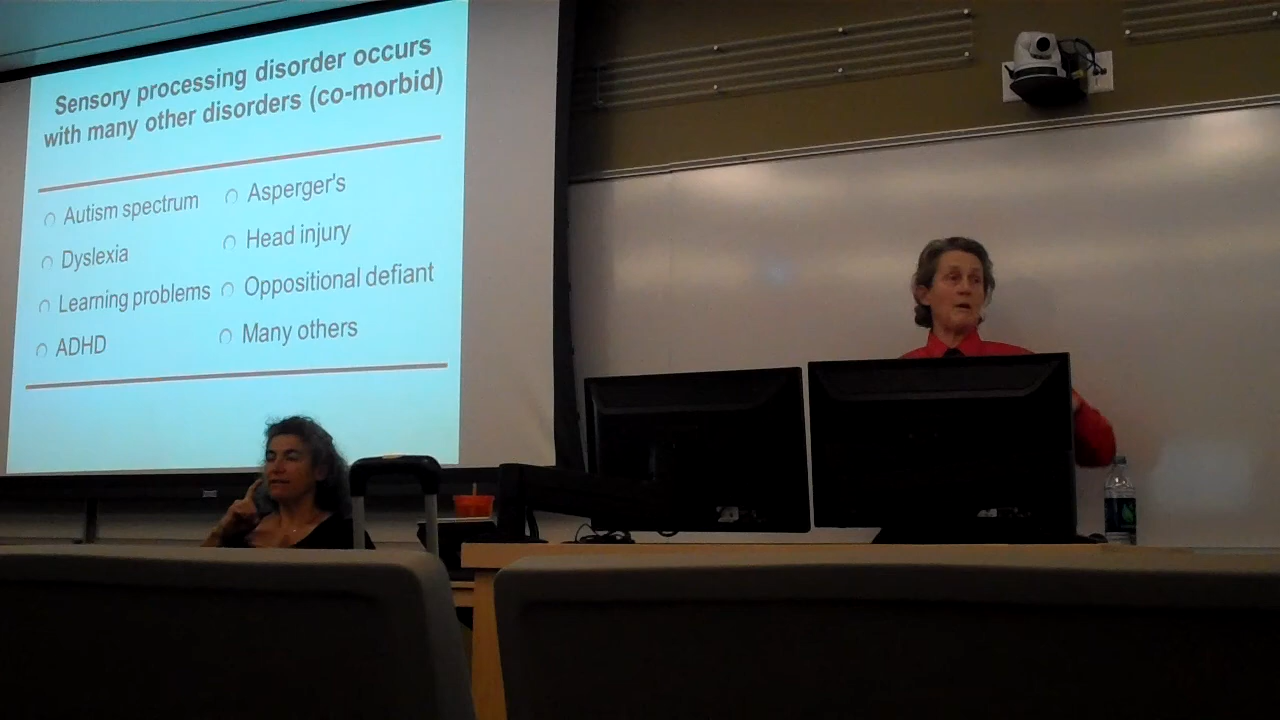 Sensory processing disorder occurs
with many other disorders (co-morbid)
Autism spectrum
Dyslexia
Learning problems
ADHD
Asperger's
Head injury
Oppositional defiant
Many others